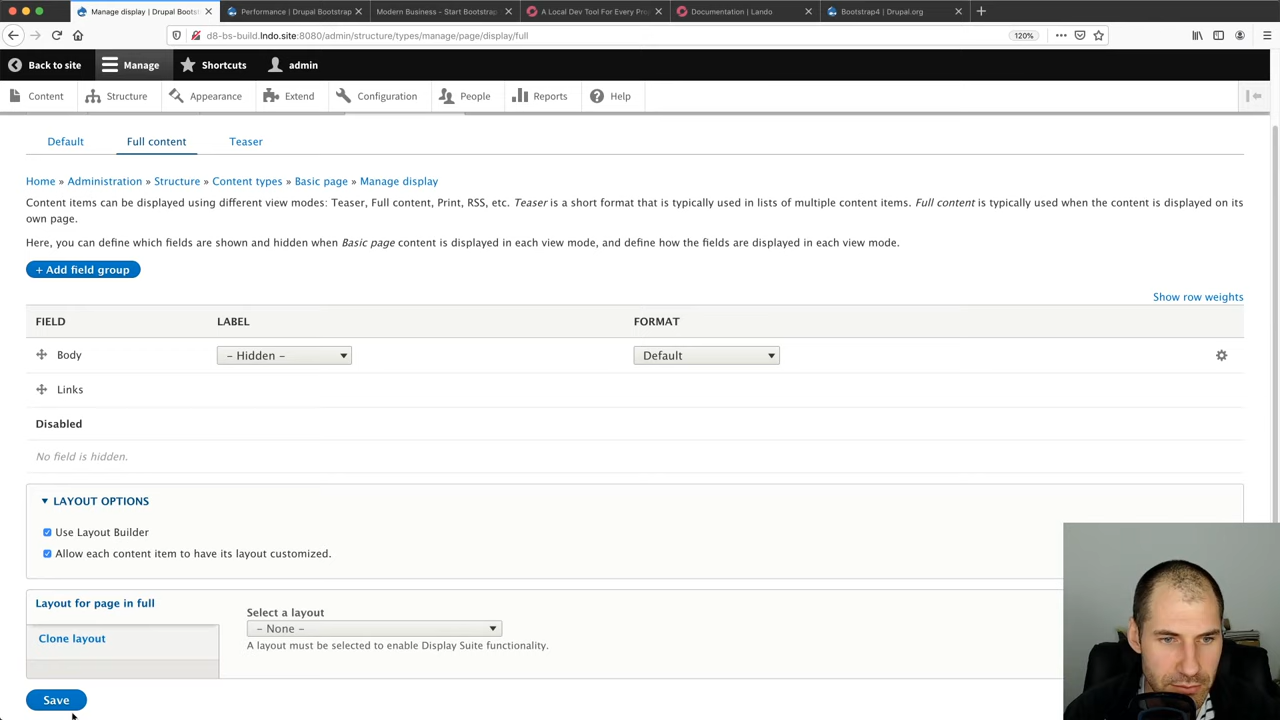 Manage display | Drupal Bootst
Performance | Drupal Bootstrap
Modern Business - Start Bootstrap
A Local Dev Tool For Every Pro
Documentation | Lando
Bootstrap4 | Drupal.org
d8-bs-build.lndo.site:8080/admin/structure/types/manage/page/display/full
120%
Back to site
Manage
Shortcuts
admin
Content
Structure
Appearance
Extend
Configuration
People
Reports
Help
Default
Full content
Teaser
Home » Administration » Structure » Content types » Basic page » Manage display
Content items can be displayed using different view modes: Teaser, Full content, Print, RSS, etc. Teaser is a short format that is typically used in lists of multiple content items. Full content is typically used when the content is displayed on its
own page.
Here, you can define which fields are shown and hidden when Basic page content is displayed in each view mode, and define how the fields are displayed in each view mode.
+ Add field group
Show row weights
FIELD
LABEL
FORMAT
Body
- Hidden -
Default
Links
Disabled
No field is hidden.
LAYOUT OPTIONS
Use Layout Builder
Allow each content item to have its layout customized.
Layout for page in full
Clone layout
Select a layout
- None -
A layout must be selected to enable Display Suite functionality.
Save